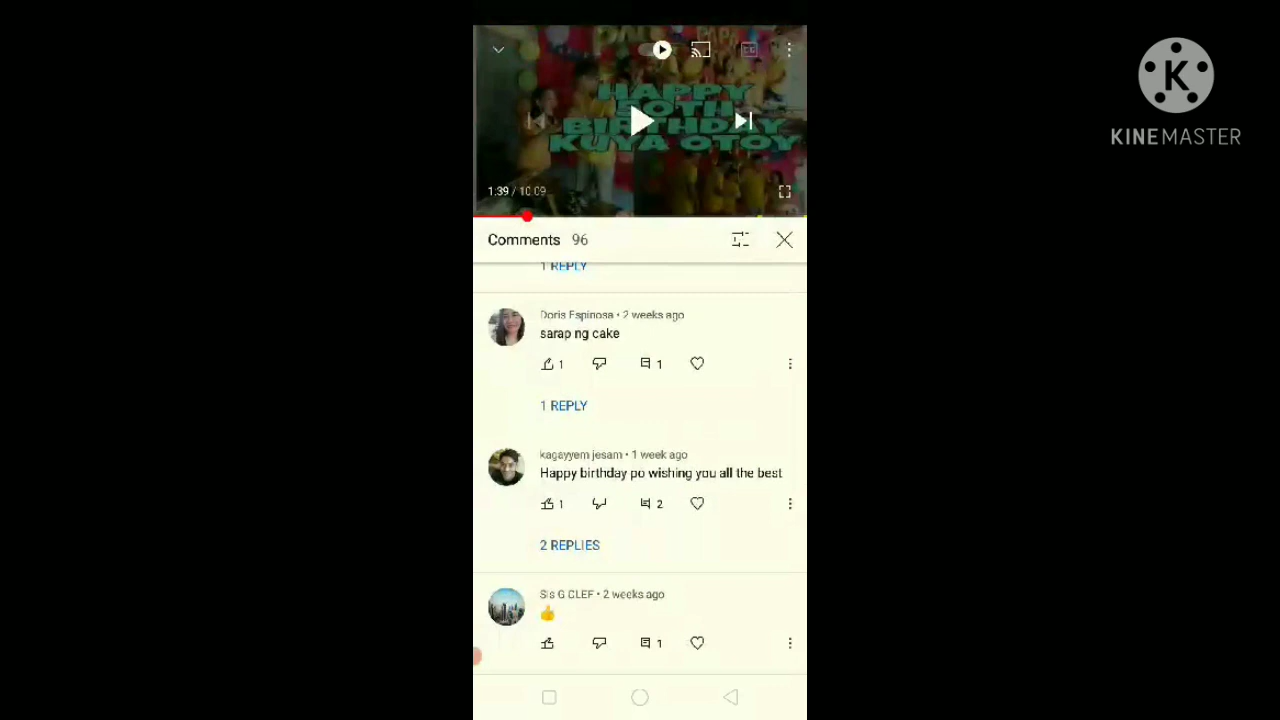 HAPPY
50TH
BIRTHDAY
KUYA OTOY
1:39 / 10:09
Comments 96
1 REPLY
Doris Espinosa • 2 weeks ago
sarap ng cake
1
1
1 REPLY
kagayyem jesam • 1 week ago
Happy birthday po wishing you all the best
1
2
2 REPLIES
Sis G CLEF • 2 weeks ago
👍
1
K
KINEMASTER